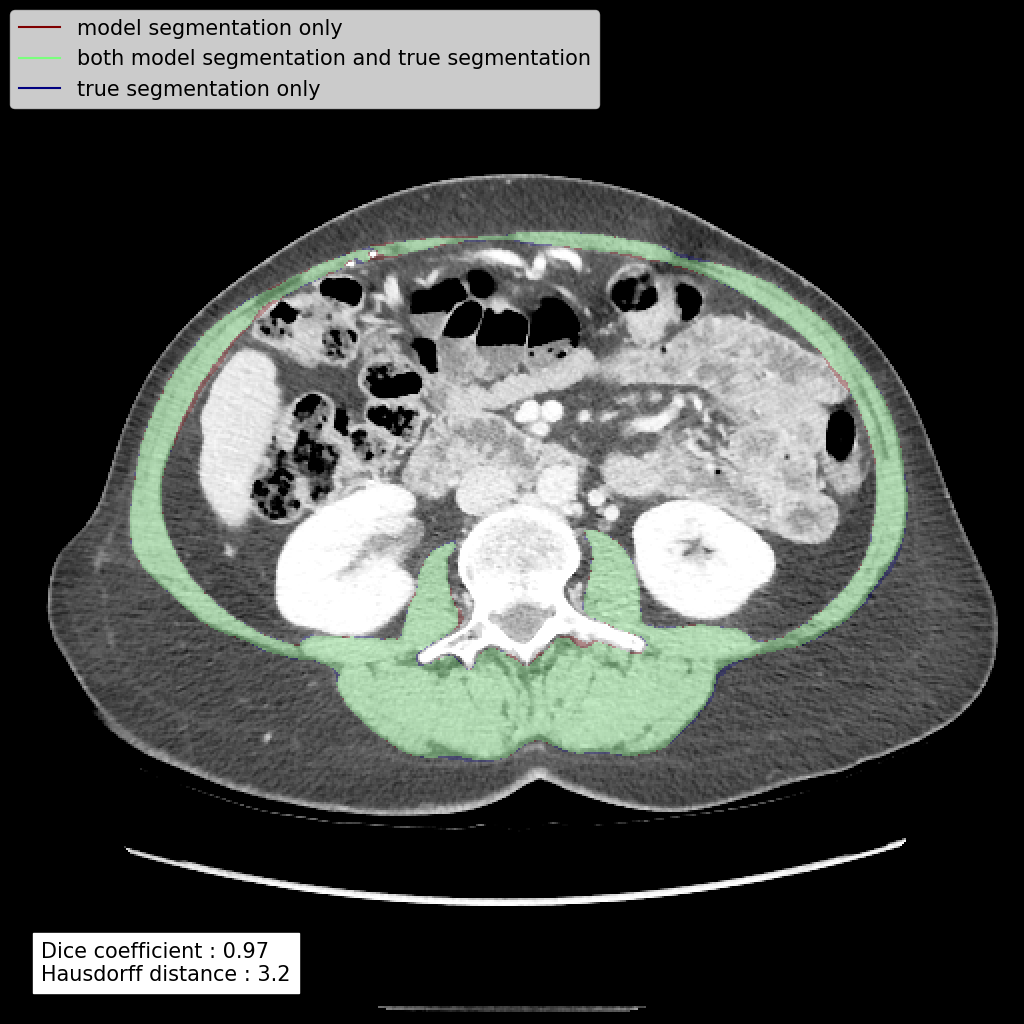 model segmentation only
both model segmentation and true segmentation
true segmentation only
Dice coefficient : 0.97
Hausdorff distance : 3.2